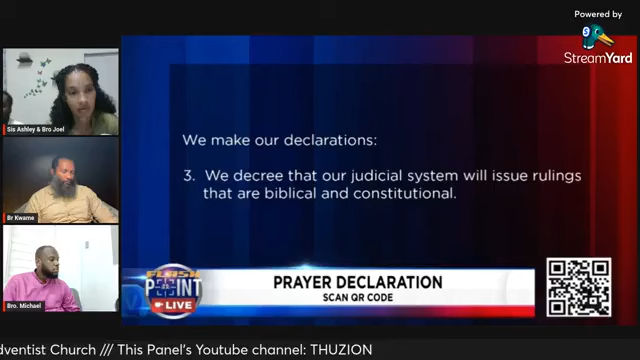 Powered by
StreamYard
Sis Ashley & Bro Joel
Br Kwame
Bro. Michael
We make our declarations:
3. We decree that our judicial system will issue rulings
that are biblical and constitutional.
FLASH
POINT
LIVE
PRAYER DECLARATION
SCAN QR CODE
dventist Church /// This Panel's Youtube channel: THUZION